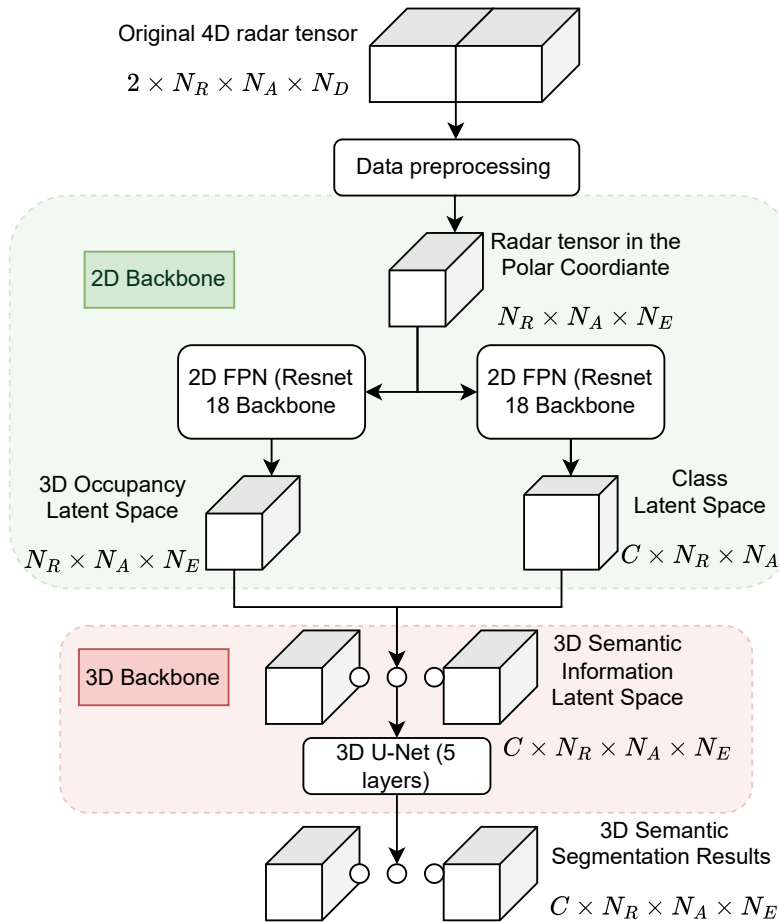 Original 4D radar tensor
2 × N_R × N_A × N_D
Data preprocessing
2D Backbone
Radar tensor in the
Polar Coordiante
N_R × N_A × N_E
2D FPN (Resnet
18 Backbone
2D FPN (Resnet
18 Backbone
3D Occupancy
Latent Space
N_R × N_A × N_E
Class
Latent Space
C × N_R × N_A
3D Backbone
3D Semantic
Information
Latent Space
C × N_R × N_A × N_E
3D U-Net (5
layers)
3D Semantic
Segmentation Results
C × N_R × N_A × N_E